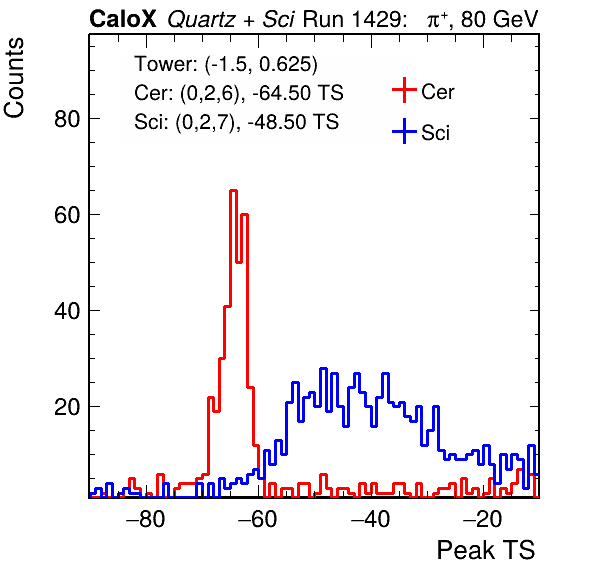 CaloX Quartz + Sci Run 1429: π⁺, 80 GeV
Counts
Tower: (-1.5, 0.625)
Cer: (0,2,6), -64.50 TS
Sci: (0,2,7), -48.50 TS
Cer
Sci
80
60
40
20
−80 −60 −40 −20
Peak TS